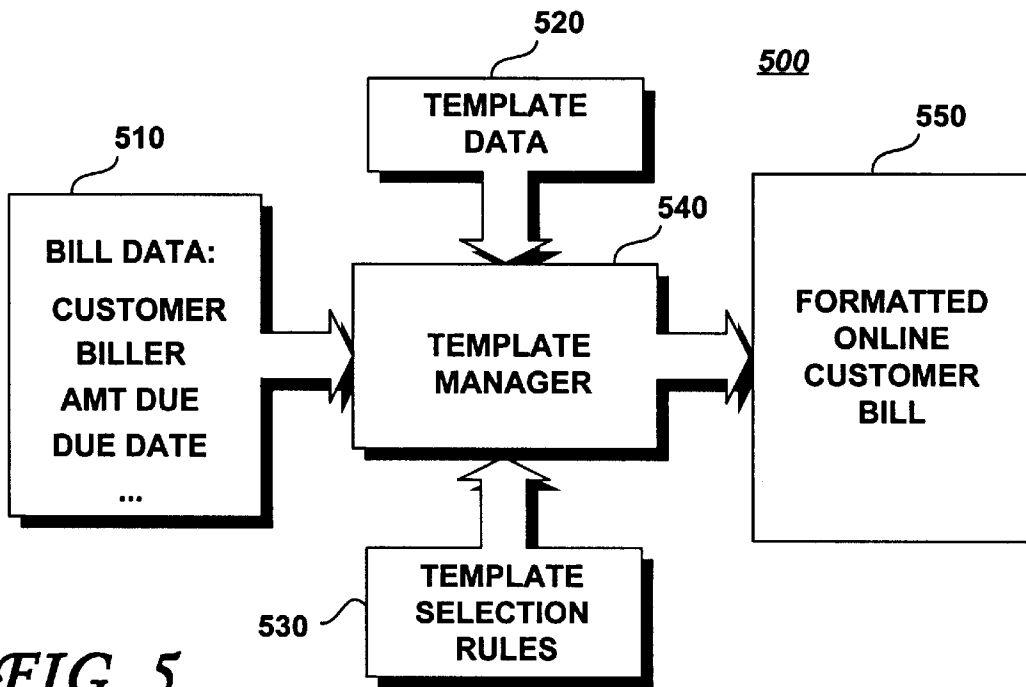 520
500
TEMPLATE
DATA
510
550
BILL DATA:
CUSTOMER
BILLER
AMT DUE
DUE DATE
...
540
TEMPLATE
MANAGER
FORMATTED
ONLINE
CUSTOMER
BILL
530
TEMPLATE
SELECTION
RULES
FIG. 5